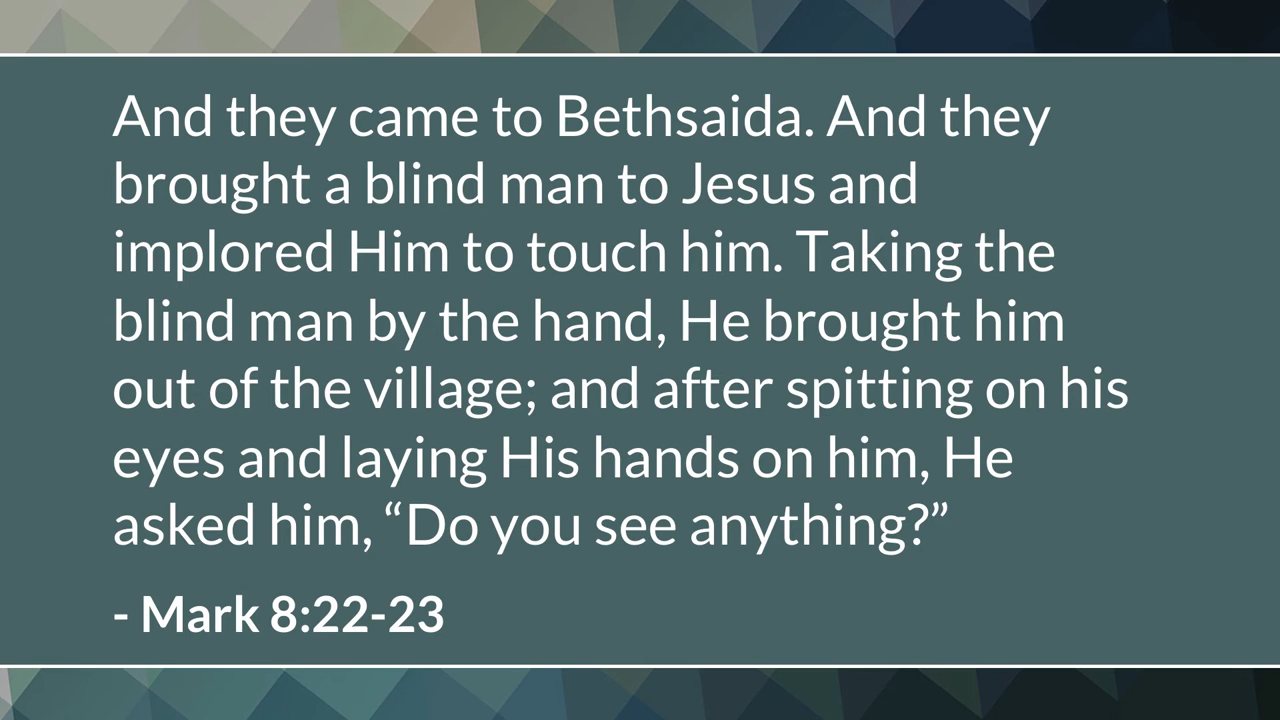 And they came to Bethsaida. And they
brought a blind man to Jesus and
implored Him to touch him. Taking the
blind man by the hand, He brought him
out of the village; and after spitting on his
eyes and laying His hands on him, He
asked him, “Do you see anything?”
- Mark 8:22-23